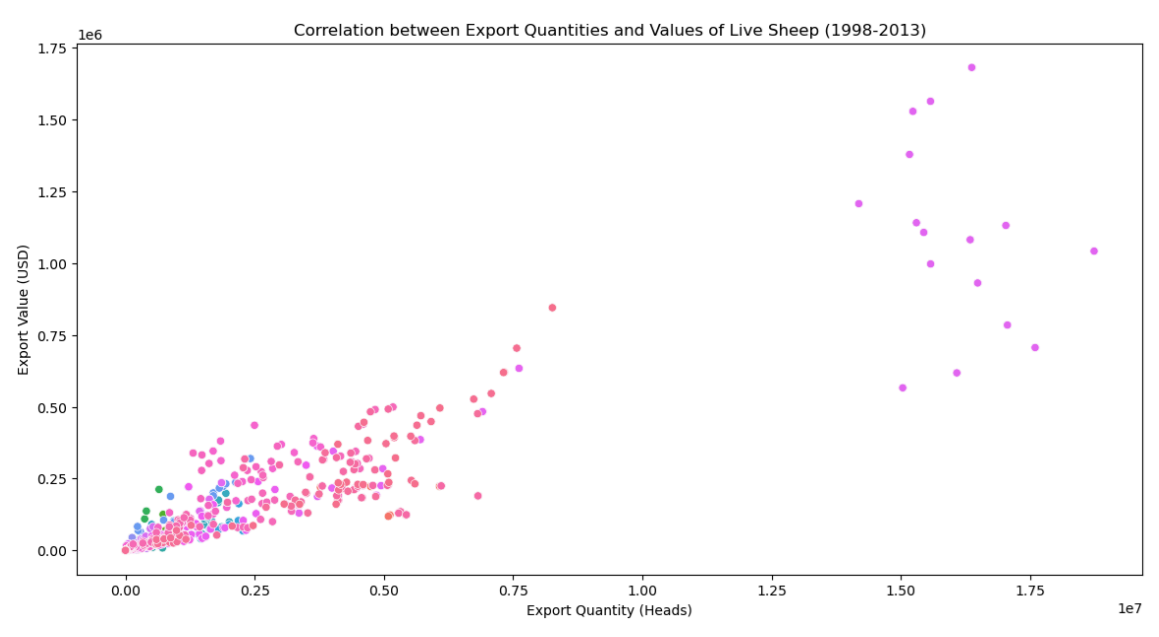 Correlation between Export Quantities and Values of Live Sheep (1998-2013)
1e6
1.75
1.50
1.25
1.00
0.75
0.50
0.25
0.00
Export Value (USD)
0.00 0.25 0.50 0.75 1.00 1.25 1.50 1.75
1e7
Export Quantity (Heads)